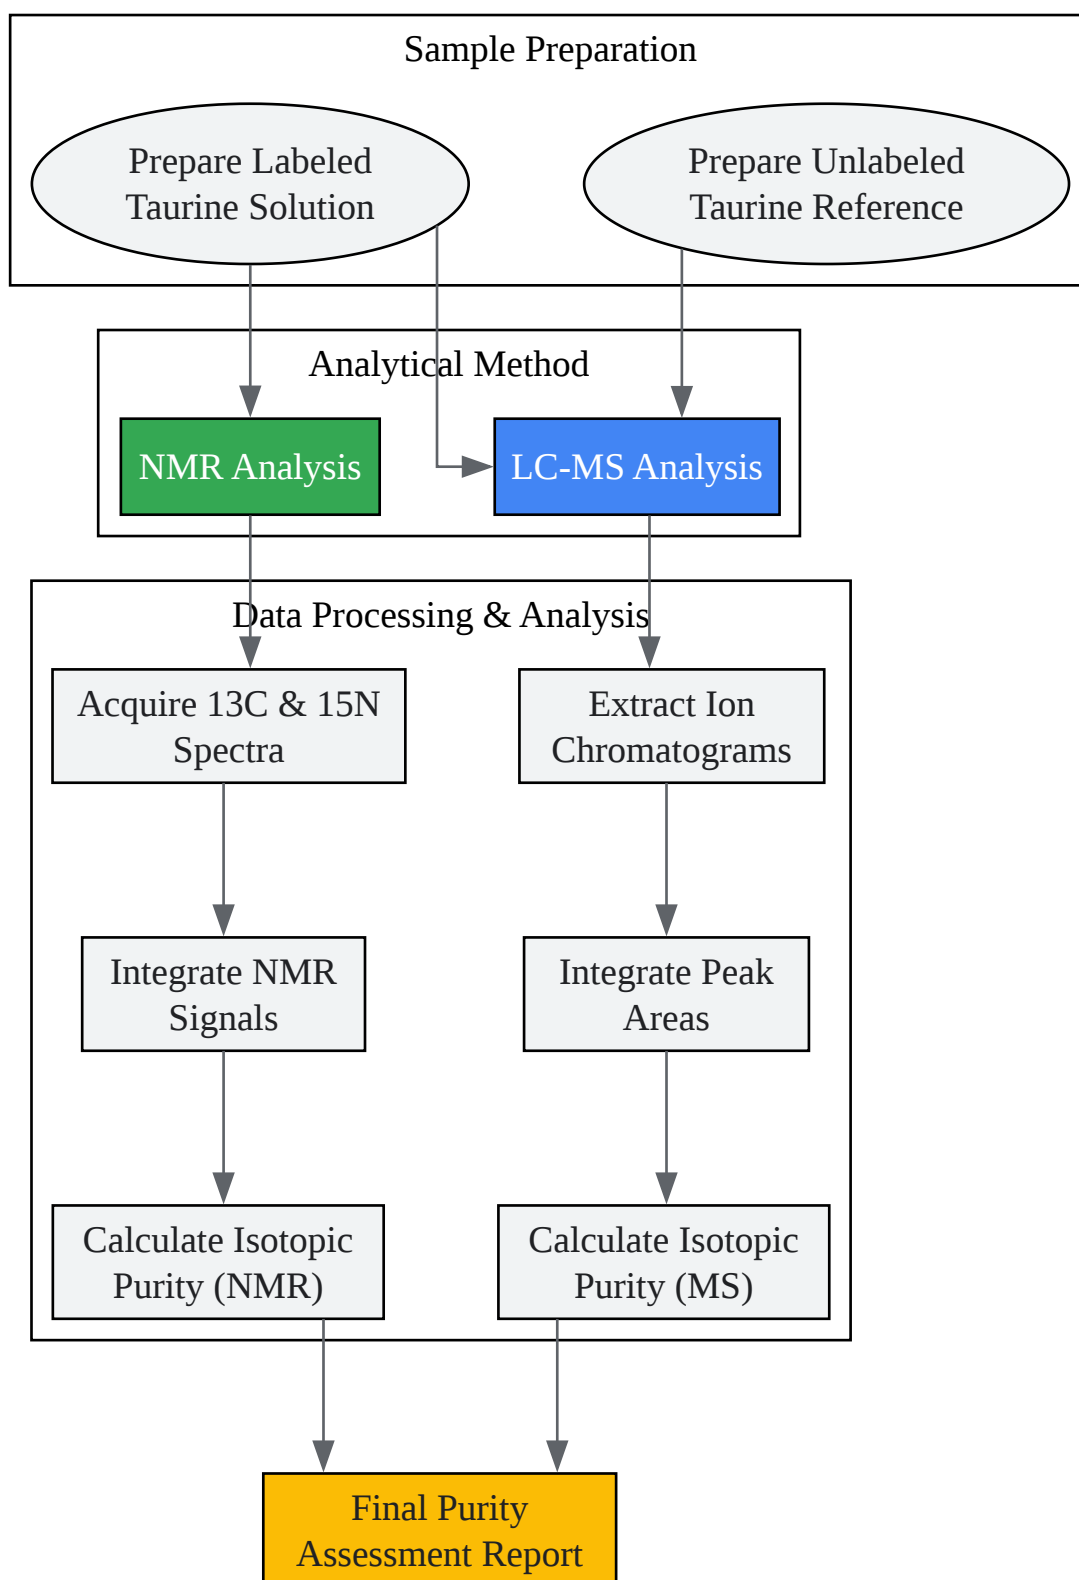 Sample Preparation
Prepare Labeled
Taurine Solution
Prepare Unlabeled
Taurine Reference
Analytical Method
NMR Analysis
LC-MS Analysis
Data Processing & Analysis
Acquire 13C & 15N
Spectra
Extract Ion
Chromatograms
Integrate NMR
Signals
Integrate Peak
Areas
Calculate Isotopic
Purity (NMR)
Calculate Isotopic
Purity (MS)
Final Purity
Assessment Report